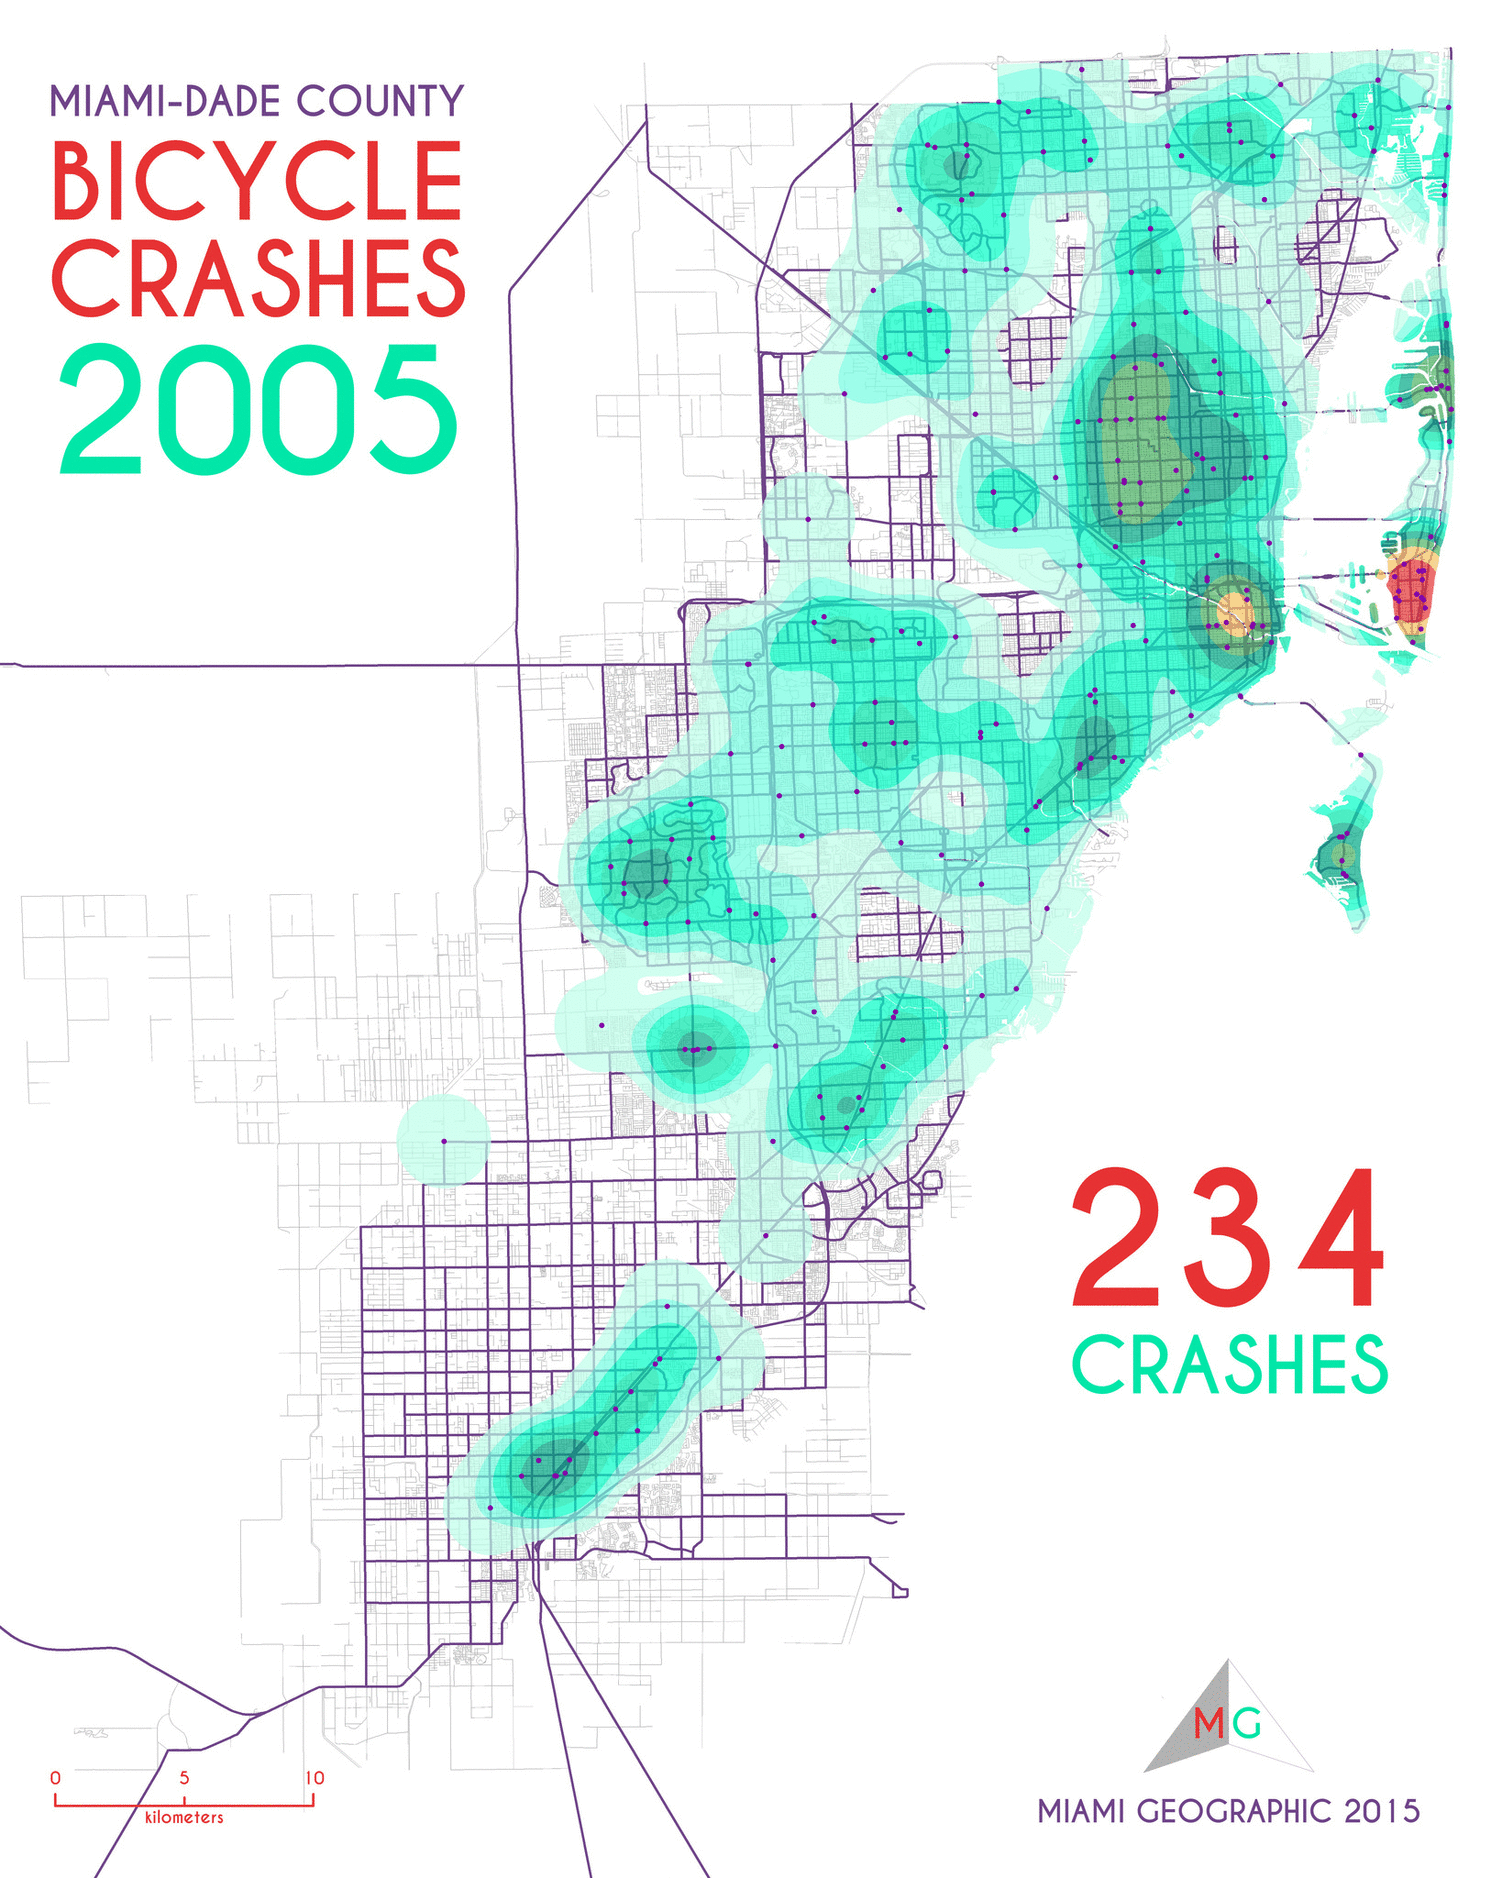 MIAMI-DADE COUNTY
BICYCLE
CRASHES
2005
234
CRASHES
MG
MIAMI GEOGRAPHIC 2015
0 5 10
kilometers